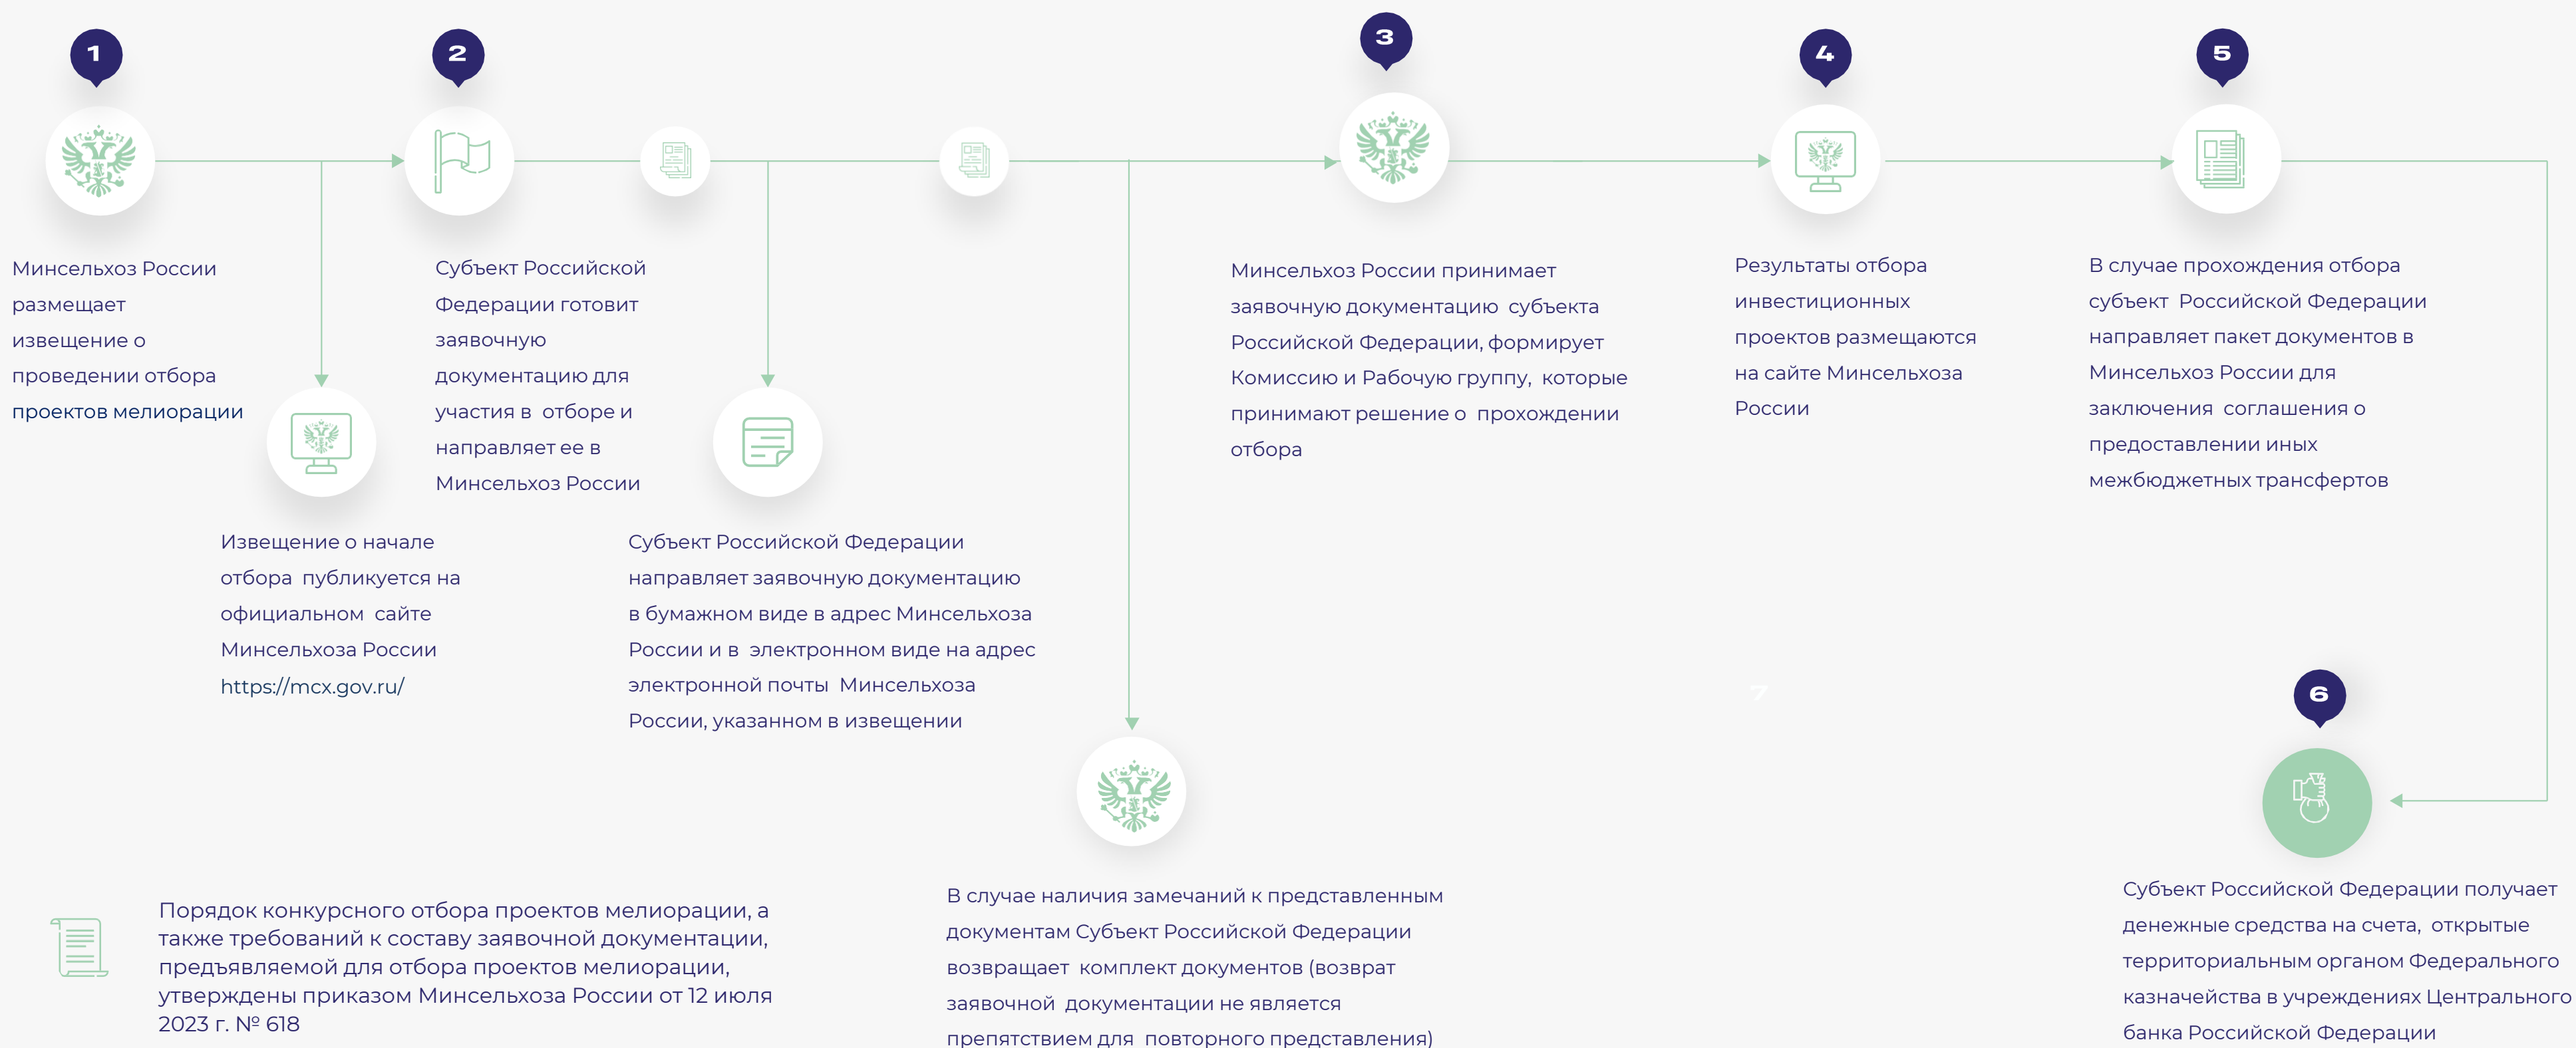 1
Минсельхоз России
размещает
извещение о
проведении отбора
проектов мелиорации
Извещение о начале
отбора публикуется на
официальном сайте
Минсельхоза России
https://mcx.gov.ru/
2
Субъект Российской
Федерации готовит
заявочную
документацию для
участия в отборе и
направляет ее в
Минсельхоз России
Субъект Российской Федерации
направляет заявочную документацию
в бумажном виде в адрес Минсельхоза
России и в электронном виде на адрес
электронной почты Минсельхоза
России, указанном в извещении
В случае наличия замечаний к представленным
документам Субъект Российской Федерации
возвращает комплект документов (возврат
заявочной документации не является
препятствием для повторного представления)
3
Минсельхоз России принимает
заявочную документацию субъекта
Российской Федерации, формирует
Комиссию и Рабочую группу, которые
принимают решение о прохождении
отбора
4
Результаты отбора
инвестиционных
проектов размещаются
на сайте Минсельхоза
России
5
В случае прохождения отбора
субъект Российской Федерации
направляет пакет документов в
Минсельхоз России для
заключения соглашения о
предоставлении иных
межбюджетных трансфертов
7
6
Субъект Российской Федерации получает
денежные средства на счета, открытые
территориальным органом Федерального
казначейства в учреждениях Центрального
банка Российской Федерации
Порядок конкурсного отбора проектов мелиорации, а
также требований к составу заявочной документации,
предъявляемой для отбора проектов мелиорации,
утверждены приказом Минсельхоза России от 12 июля
2023 г. № 618